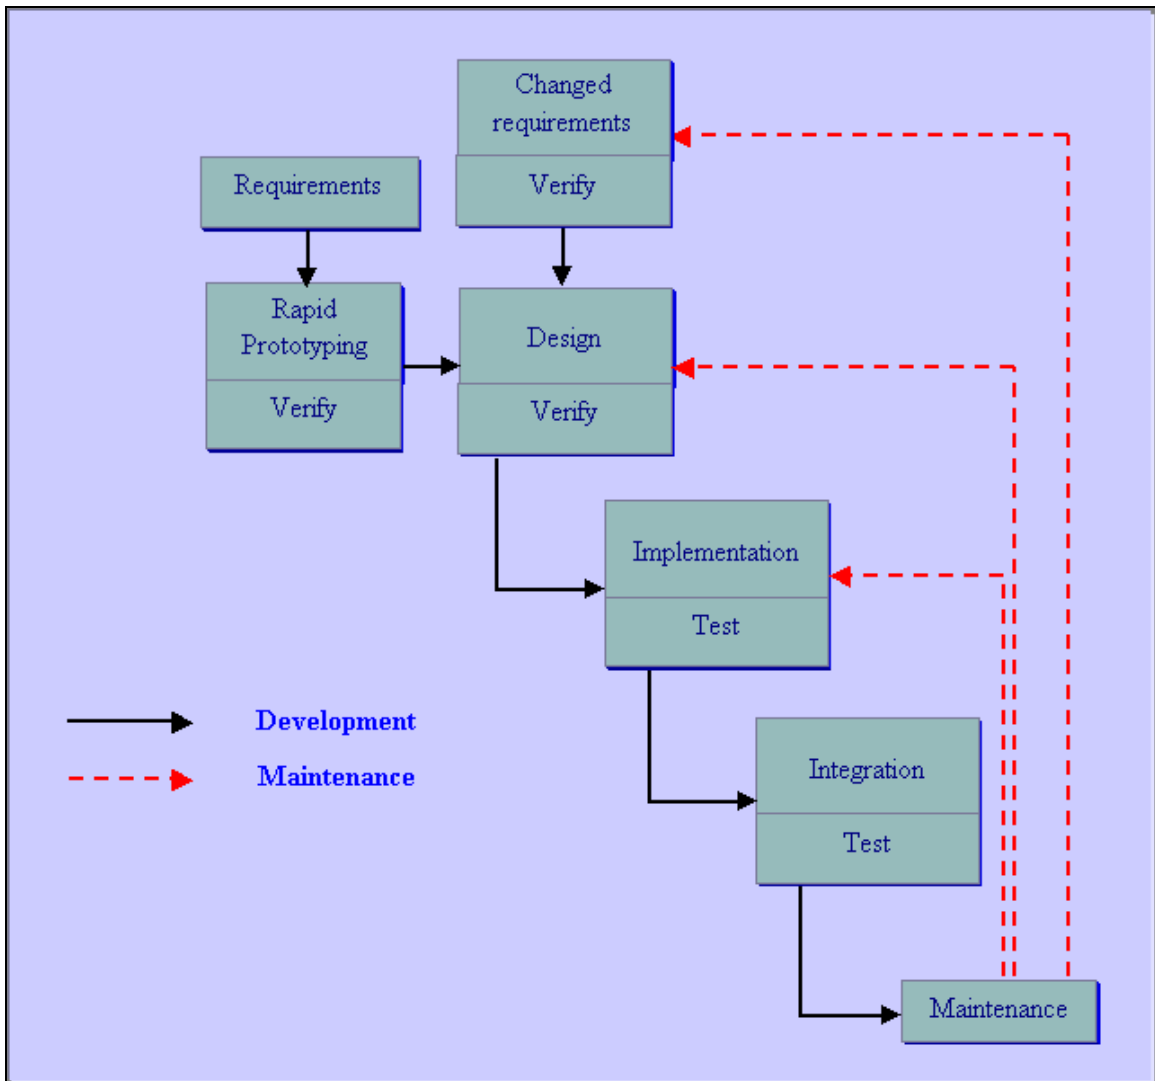 Changed
requirements
Verify
Requirements
Rapid
Prototyping
Verify
Design
Verify
Implementation
Test
Development
Maintenance
Integration
Test
Maintenance